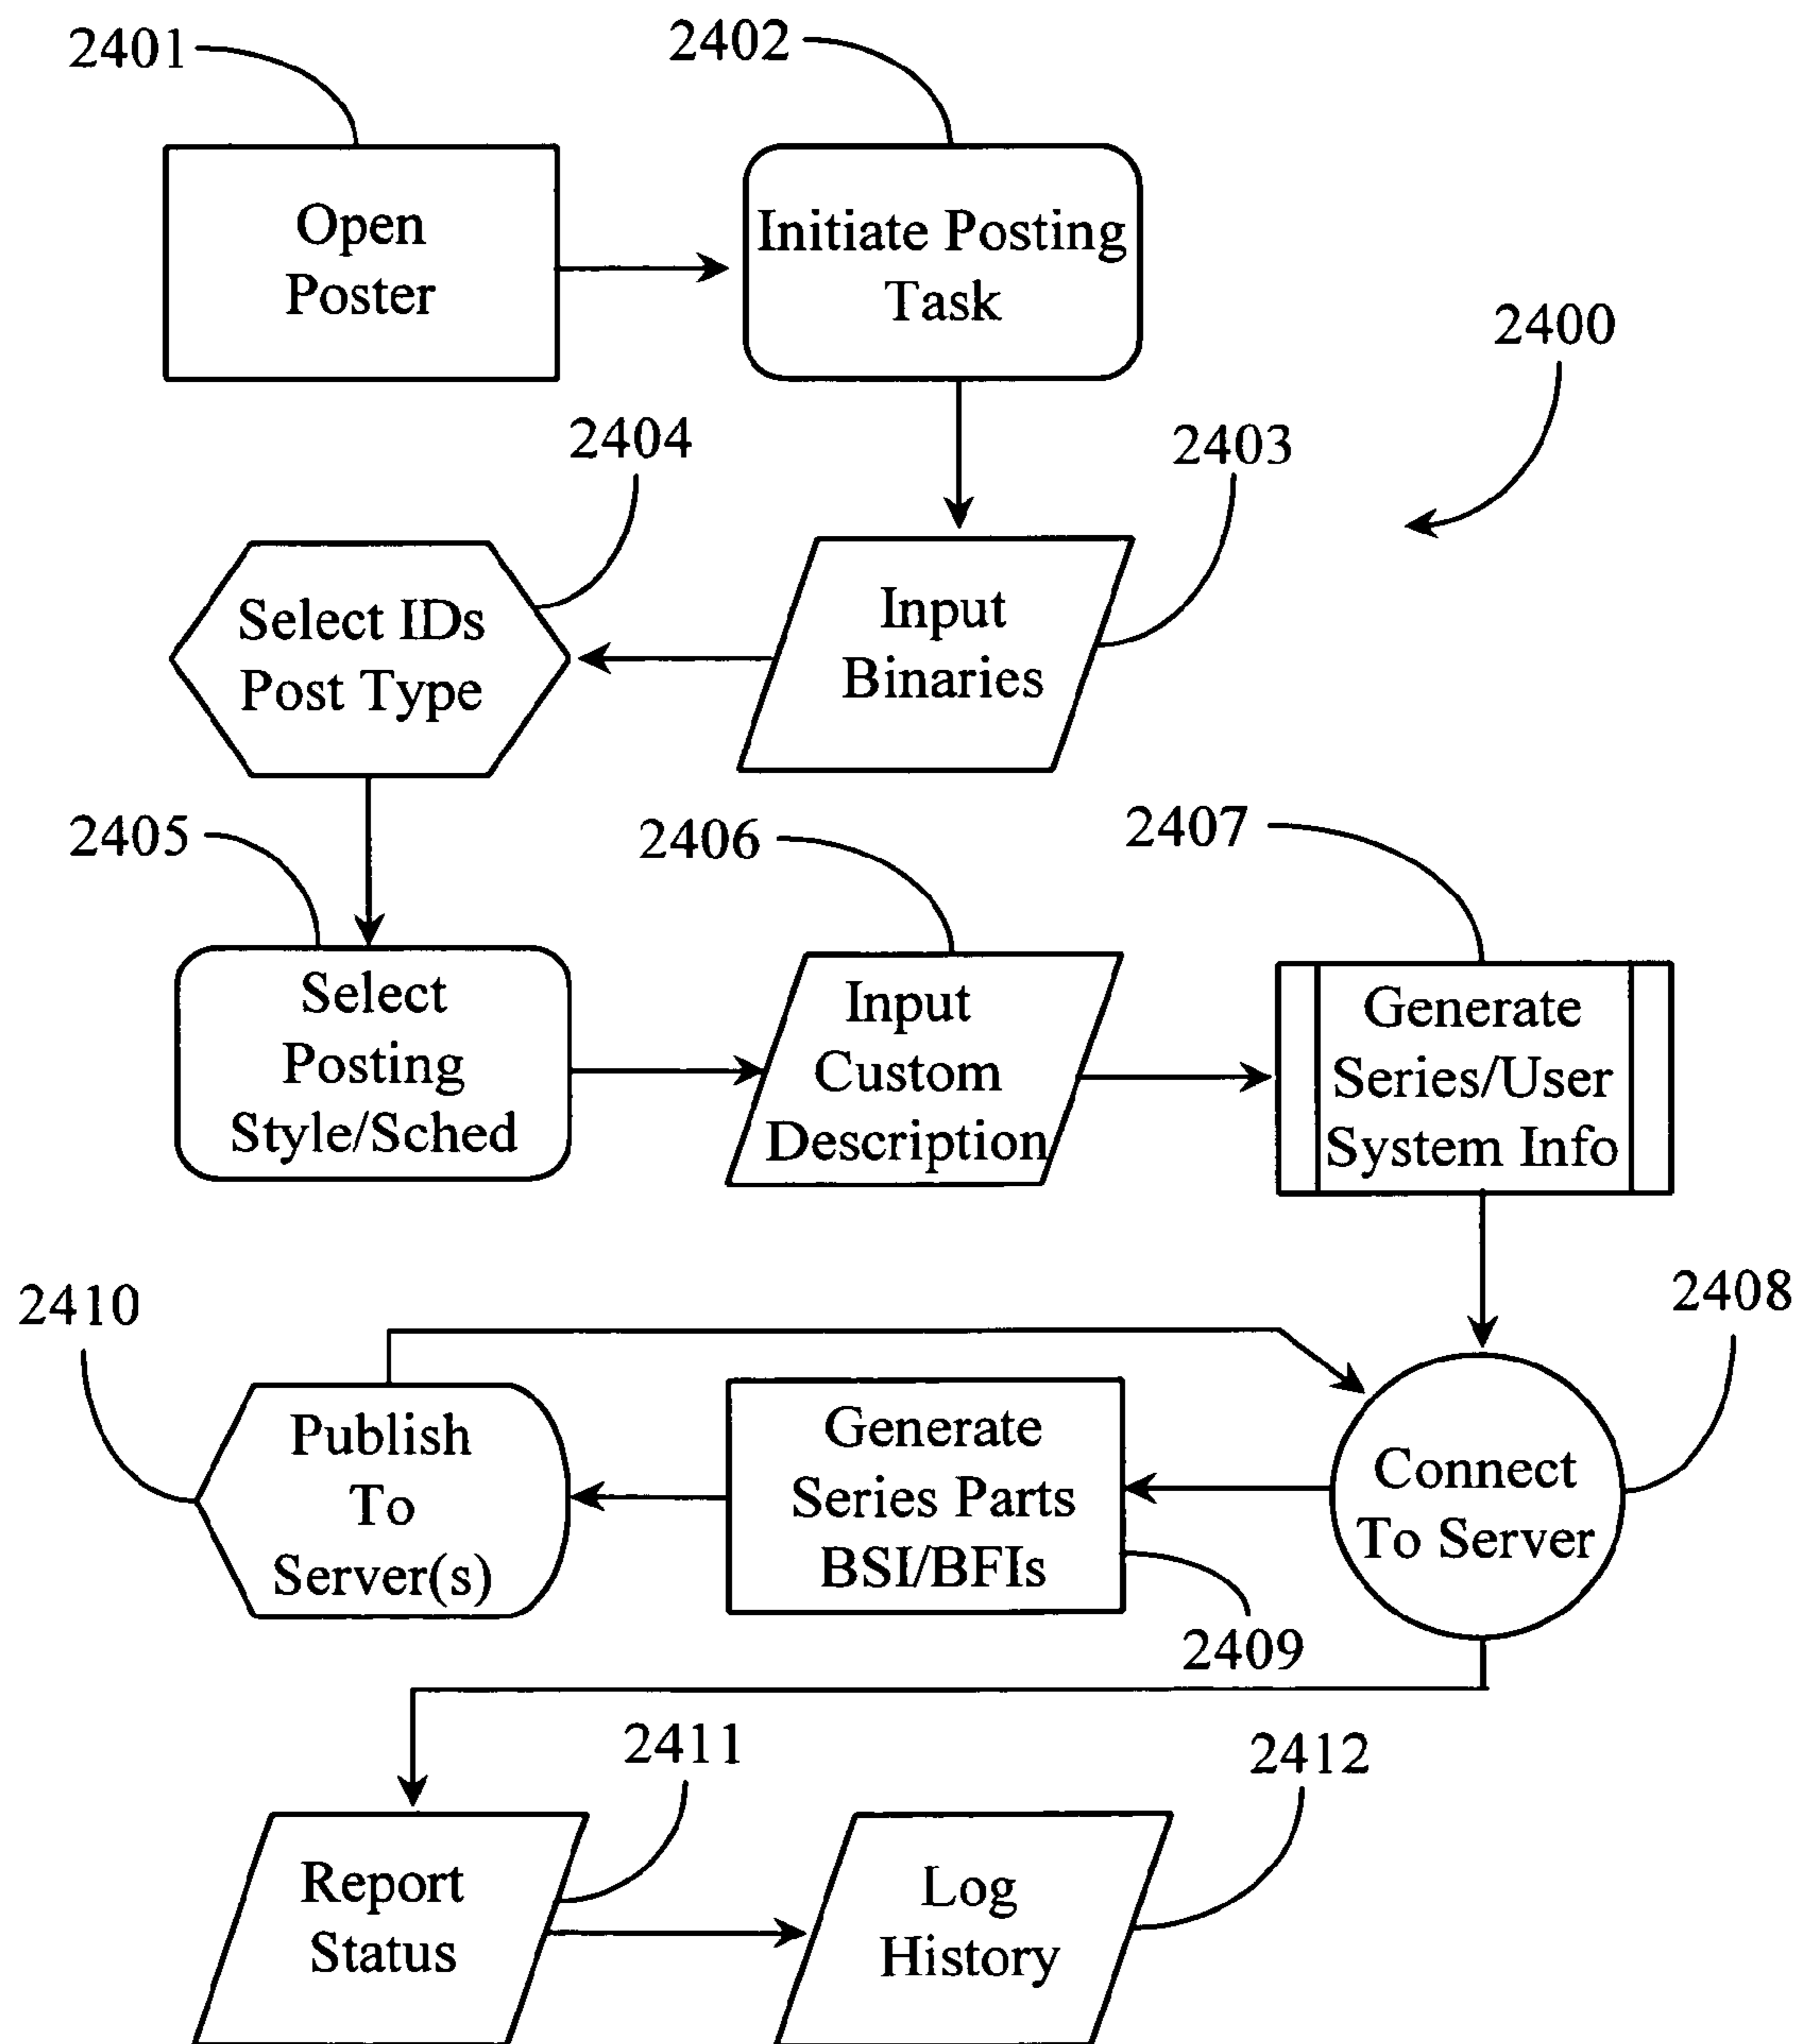 2401
2402
Open
Poster
Initiate Posting
Task
2400
2404
2403
Select IDs
Post Type
Input
Binaries
2405
2406
2407
Select
Posting
Style/Sched
Input
Custom
Description
Generate
Series/User
System Info
2410
2408
Publish
To
Server(s)
Generate
Series Parts
BSI/BFIs
Connect
To Server
2409
2411
2412
Report
Status
Log
History